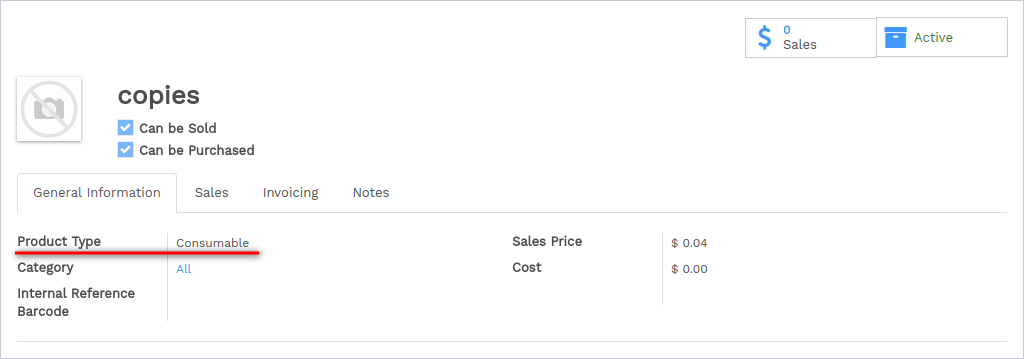 0
Sales
Active
copies
Can be Sold
Can be Purchased
General Information Sales Invoicing Notes
Product Type Consumable
Category All
Internal Reference
Barcode
Sales Price $ 0.04
Cost $ 0.00